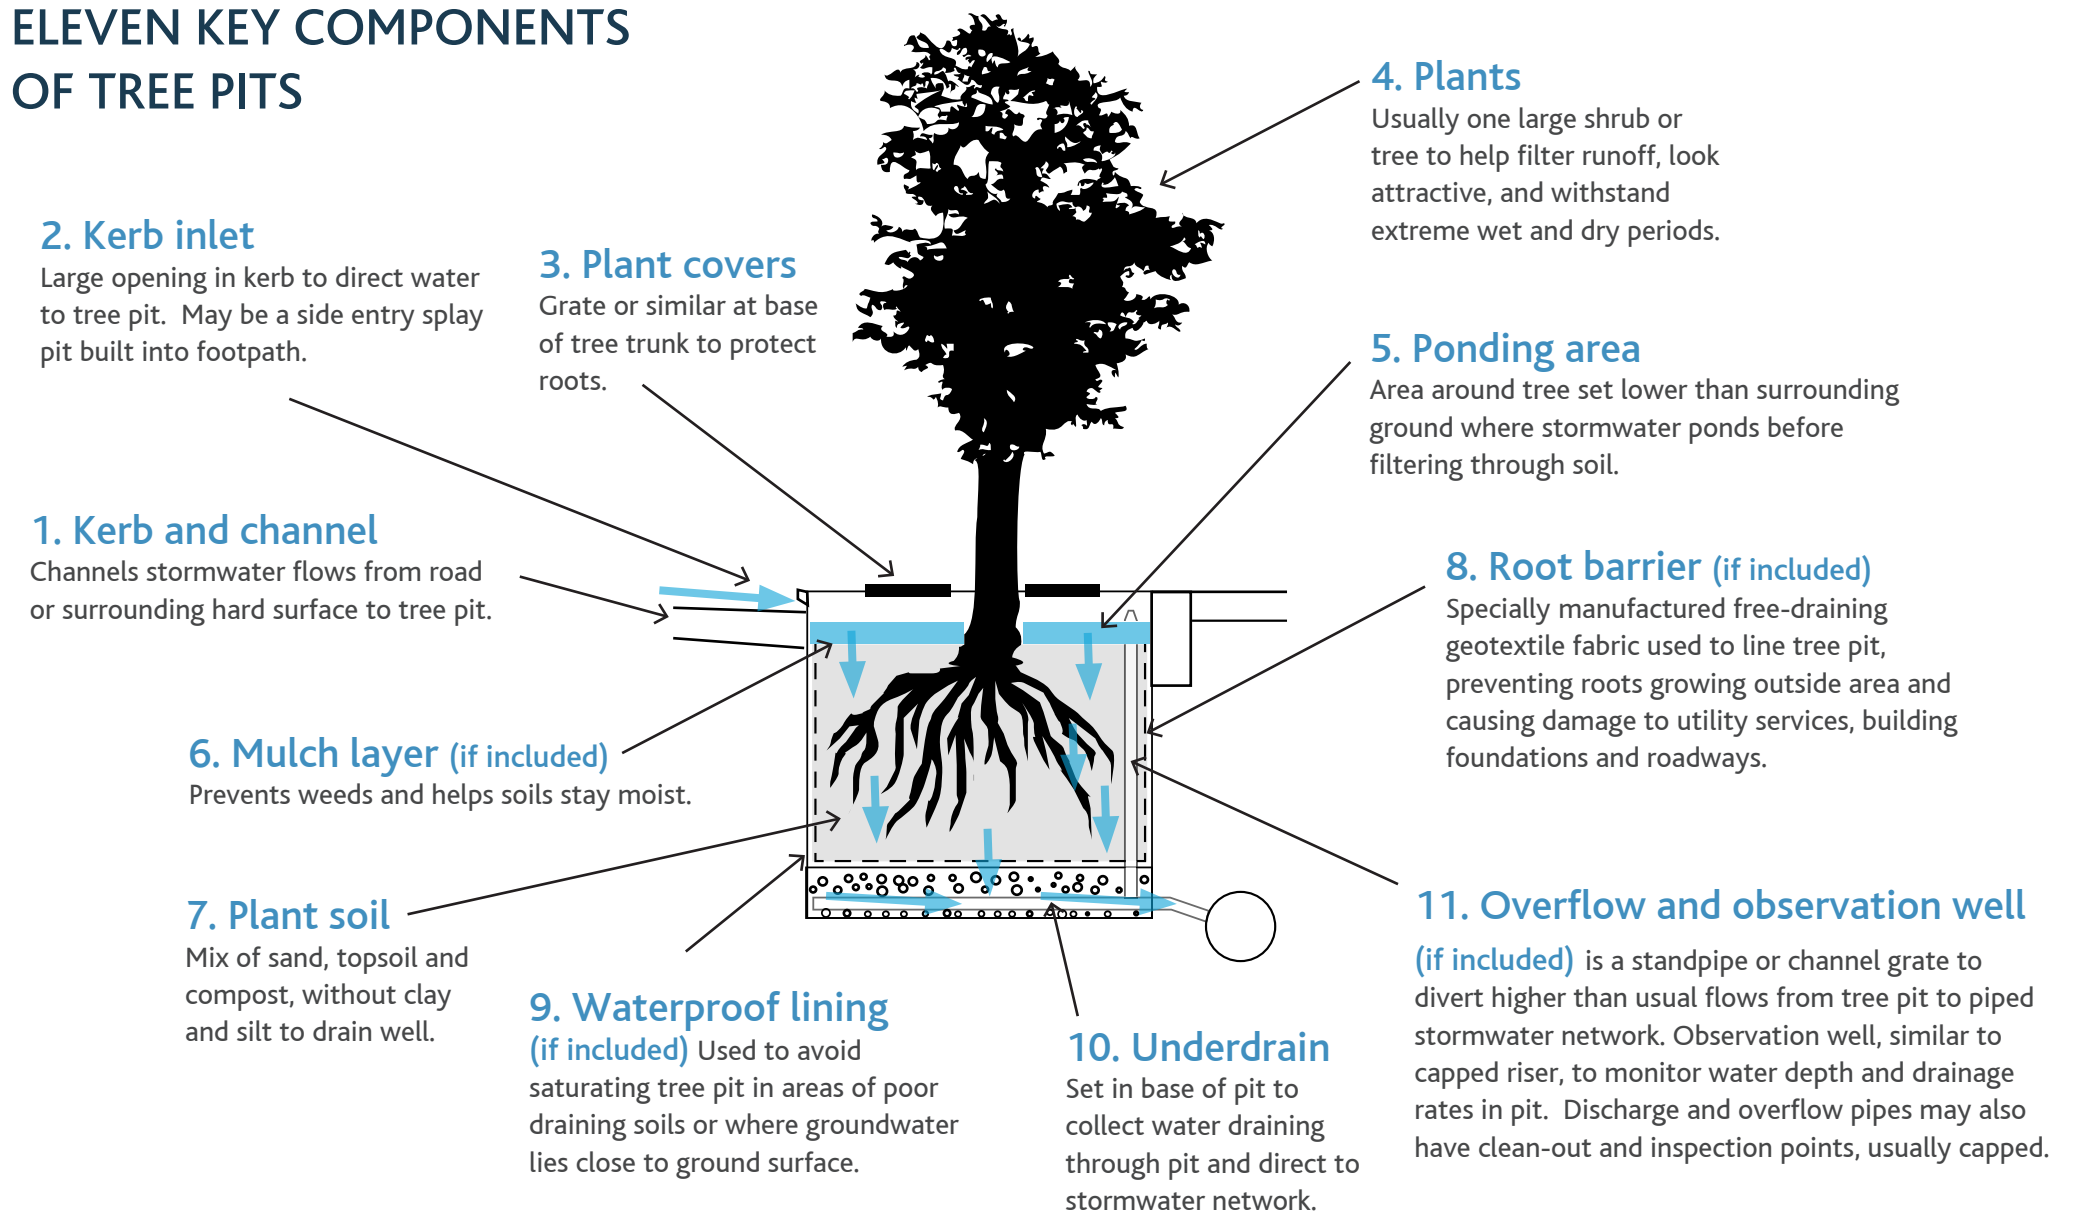 ELEVEN KEY COMPONENTS
OF TREE PITS
1. Kerb and channel
Channels stormwater flows from road
or surrounding hard surface to tree pit.
2. Kerb inlet
Large opening in kerb to direct water
to tree pit.  May be a side entry splay
pit built into footpath.
3. Plant covers
Grate or similar at base
of tree trunk to protect
roots.
4. Plants
Usually one large shrub or
tree to help filter runoff, look
attractive, and withstand
extreme wet and dry periods.
5. Ponding area
Area around tree set lower than surrounding
ground where stormwater ponds before
filtering through soil.
6. Mulch layer (if included)
Prevents weeds and helps soils stay moist.
7. Plant soil
Mix of sand, topsoil and
compost, without clay
and silt to drain well.
8. Root barrier (if included)
Specially manufactured free-draining
geotextile fabric used to line tree pit,
preventing roots growing outside area and
causing damage to utility services, building
foundations and roadways.
9. Waterproof lining
(if included) Used to avoid
saturating tree pit in areas of poor
draining soils or where groundwater
lies close to ground surface.
10. Underdrain
Set in base of pit to
collect water draining
through pit and direct to
stormwater network.
11. Overflow and observation well
(if included) is a standpipe or channel grate to
divert higher than usual flows from tree pit to piped
stormwater network. Observation well, similar to
capped riser, to monitor water depth and drainage
rates in pit.  Discharge and overflow pipes may also
have clean-out and inspection points, usually capped.